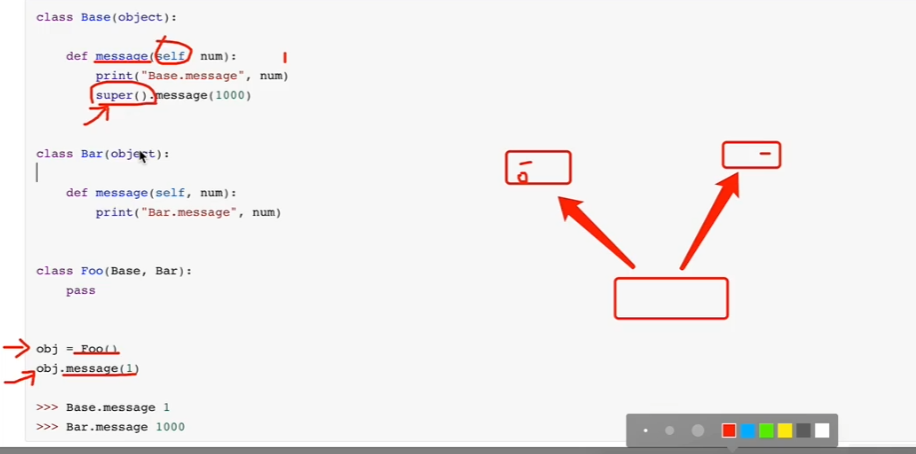 class Base(object):
def message(self, num):
print("Base.message", num)
super().message(1000)
class Bar(object):
def message(self, num):
print("Bar.message", num)
class Foo(Base, Bar):
pass
obj = Foo()
obj.message(1)
>>> Base.message 1
>>> Bar.message 1000